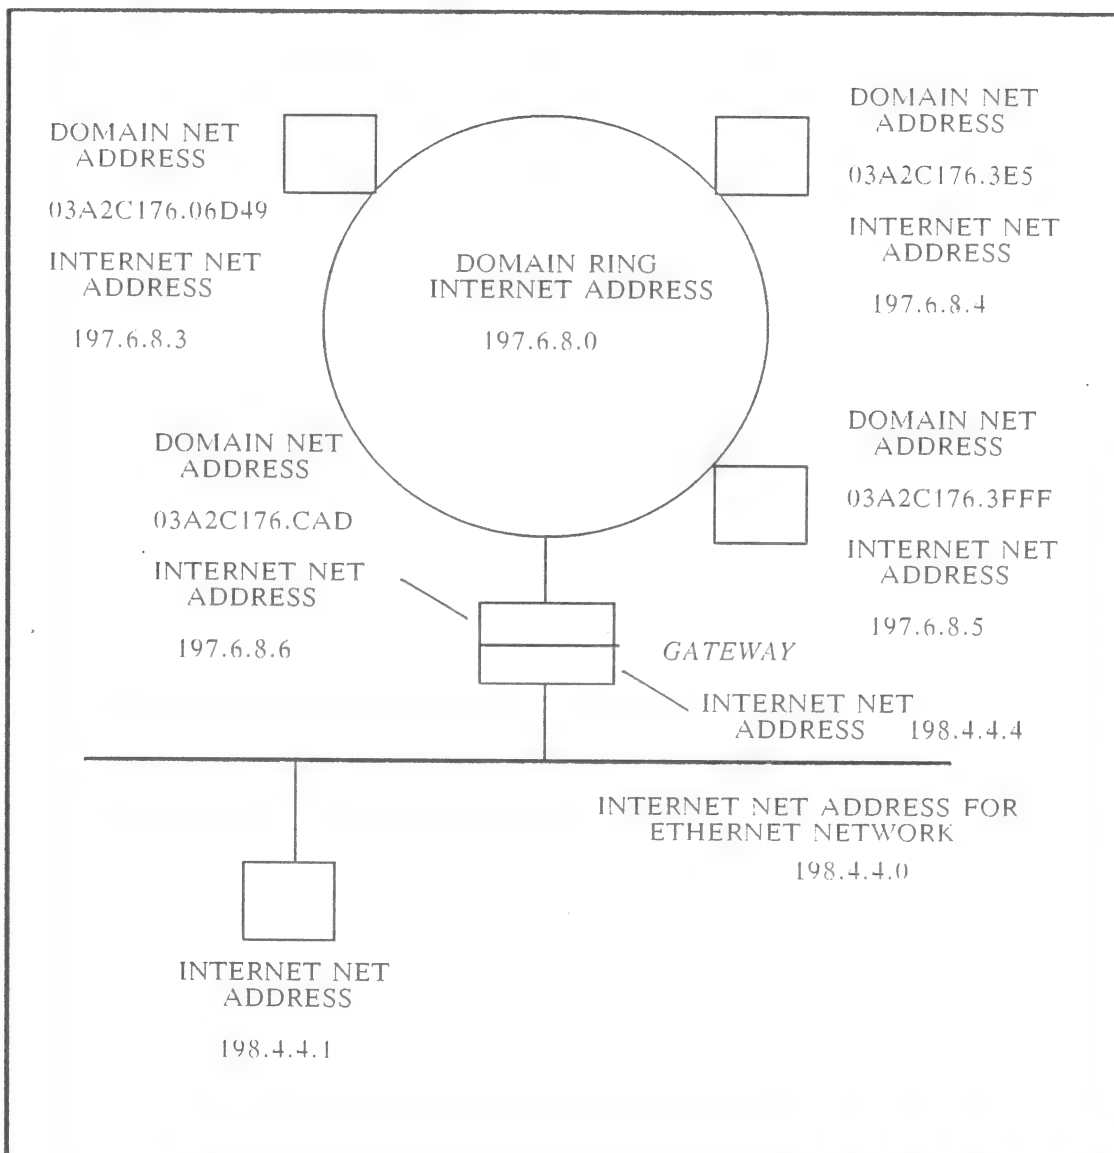 DOMAIN NET
ADDRESS
03A2C176.06D49
INTERNET NET
ADDRESS
197.6.8.3
DOMAIN NET
ADDRESS
03A2C176.3E5
INTERNET NET
ADDRESS
197.6.8.4
DOMAIN RING
INTERNET ADDRESS
197.6.8.0
DOMAIN NET
ADDRESS
03A2C176.CAD
INTERNET NET
ADDRESS
197.6.8.6
DOMAIN NET
ADDRESS
03A2C176.3FFF
INTERNET NET
ADDRESS
197.6.8.5
GATEWAY
INTERNET NET
ADDRESS 198.4.4.4
INTERNET NET ADDRESS FOR
ETHERNET NETWORK
198.4.4.0
INTERNET NET
ADDRESS
198.4.4.1